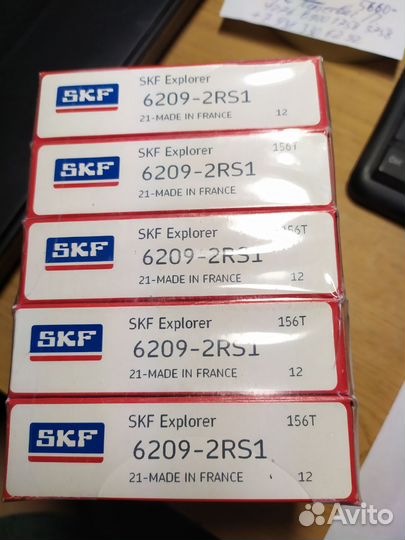 SKF
SKF Explorer
6209-2RS1
21-MADE IN FRANCE 12
SKF
SKF Explorer 156T
6209-2RS1
21-MADE IN FRANCE
SKF
SKF Explorer 156T
6209-2RS1
21-MADE IN FRANCE 12
SKF
SKF Explorer 156T
6209-2RS1
21-MADE IN FRANCE 12
SKF
SKF Explorer 156T
6209-2RS1
21-MADE IN FRANCE 12
Avito